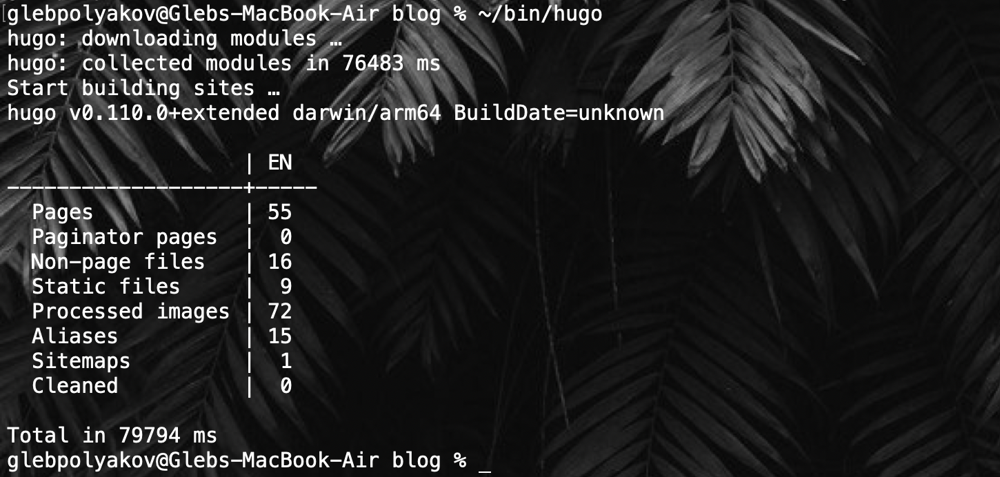 glebpolyakov@Glebs-MacBook-Air blog % ~/bin/hugo
hugo: downloading modules …
hugo: collected modules in 76483 ms
Start building sites …
hugo v0.110.0+extended darwin/arm64 BuildDate=unknown
                   | EN
-------------------+-----
  Pages            | 55
  Paginator pages  |  0
  Non-page files   | 16
  Static files     |  9
  Processed images | 72
  Aliases          | 15
  Sitemaps         |  1
  Cleaned          |  0
Total in 79794 ms
glebpolyakov@Glebs-MacBook-Air blog % _